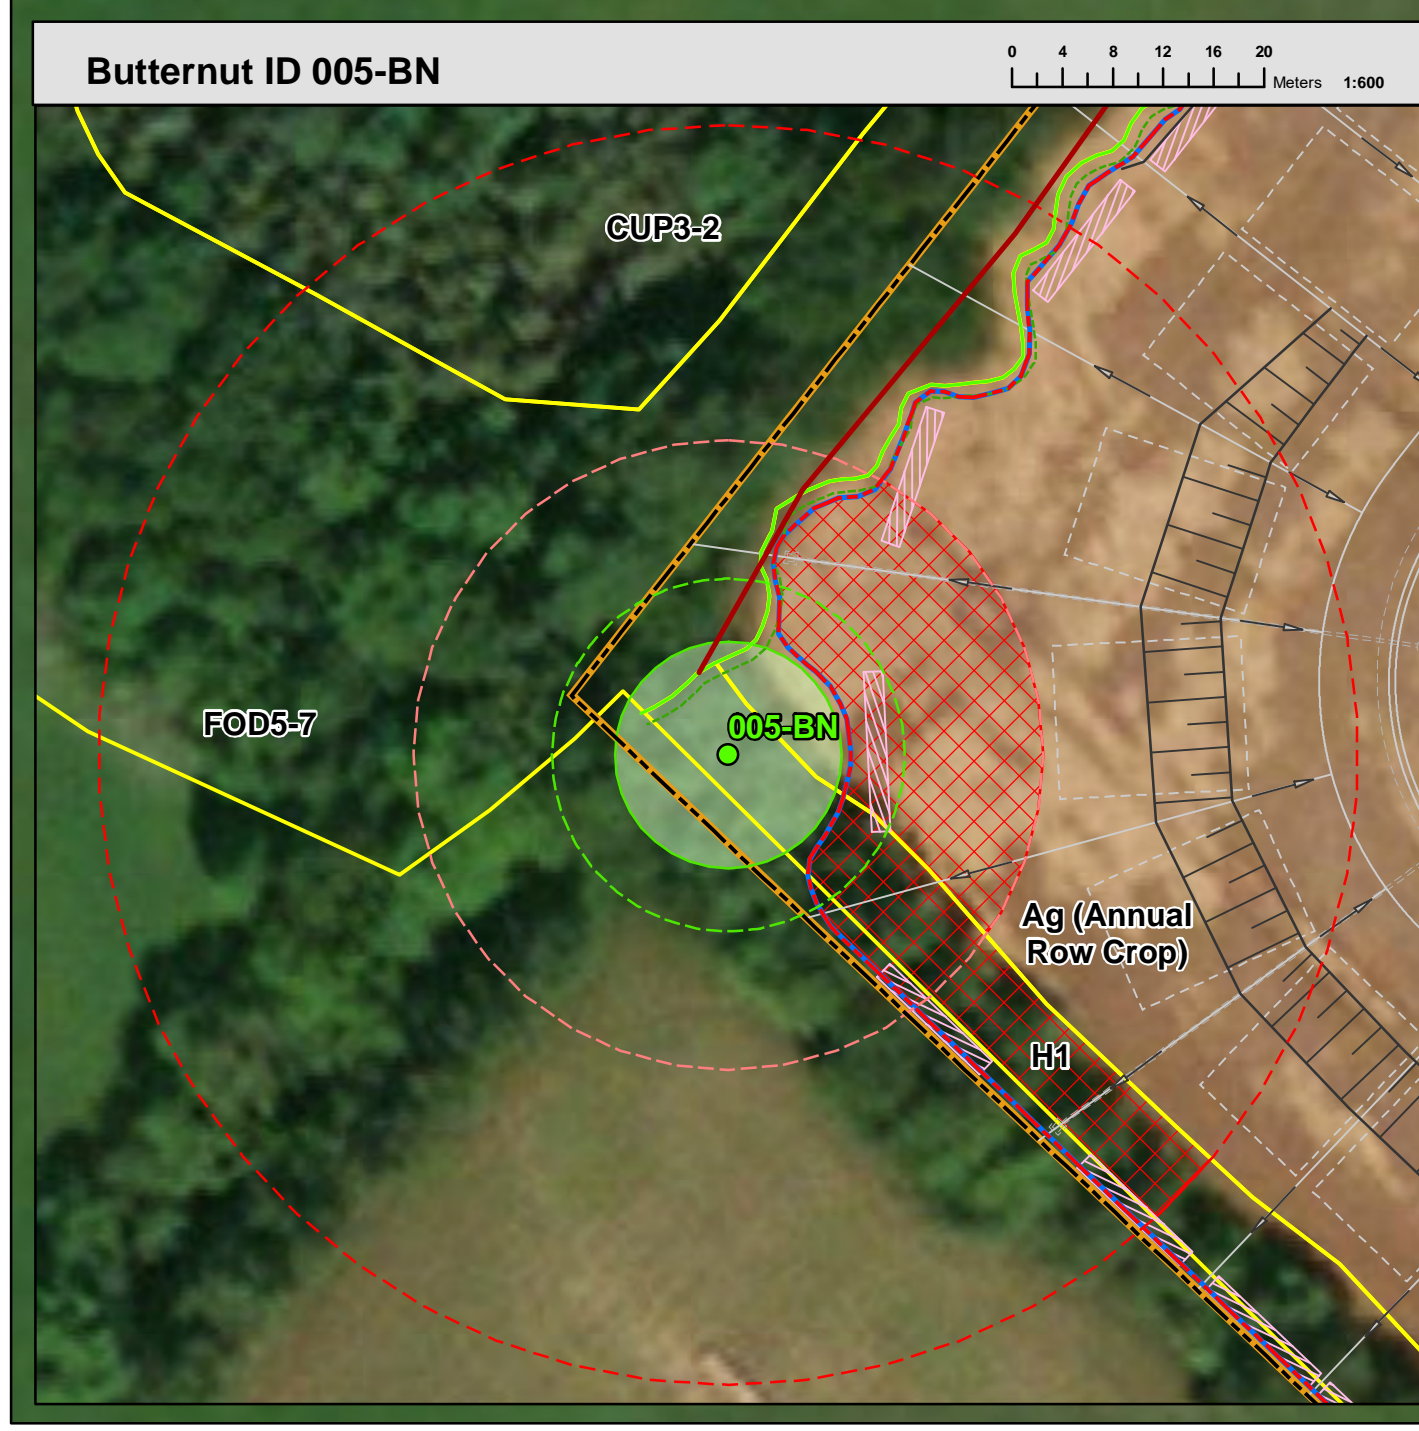 Butternut ID 005-BN
0 4 8 12 16 20
Meters 1:600
CUP3-2
FOD5-7
005-BN
Ag (Annual
Row Crop)
H1